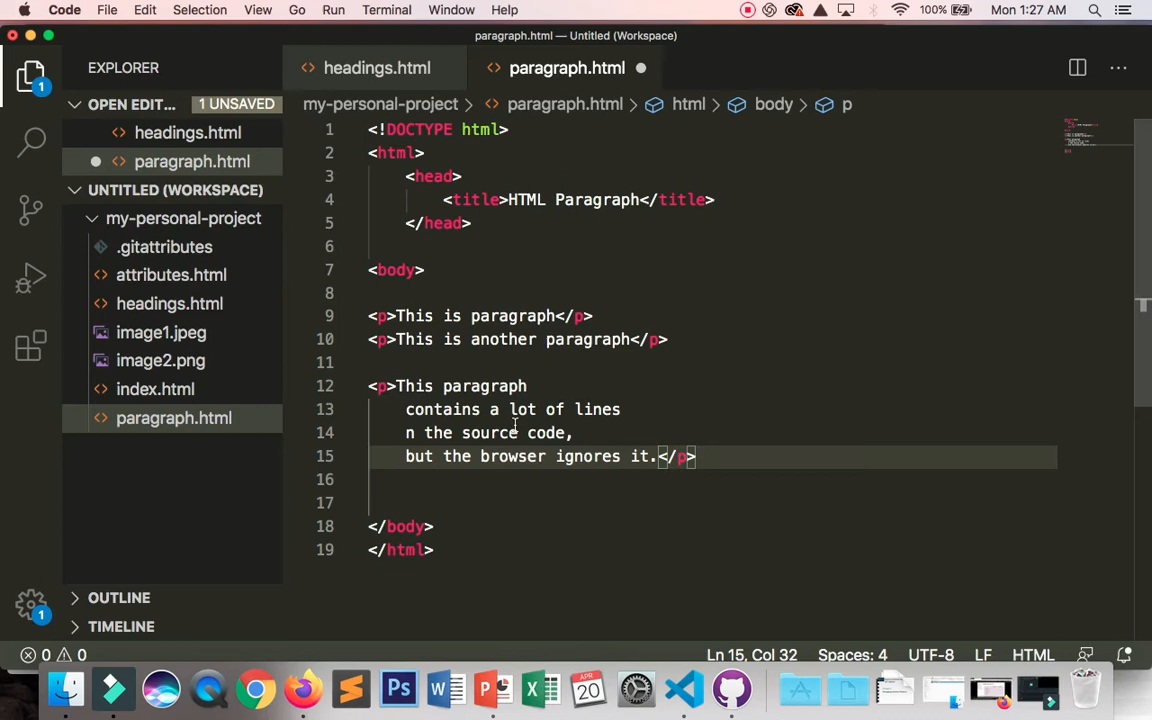 Code File Edit Selection View Go Run Terminal Window Help 100% Mon 1:27 AM
paragraph.html — Untitled (Workspace)
EXPLORER
headings.html
paragraph.html
OPEN EDIT... 1 UNSAVED
my-personal-project > paragraph.html > html > body > p
headings.html
paragraph.html
UNTITLED (WORKSPACE)
my-personal-project
.gitattributes
attributes.html
headings.html
image1.jpeg
image2.png
index.html
paragraph.html
OUTLINE
TIMELINE
1 <!DOCTYPE html>
2 <html>
3 <head>
4 <title>HTML Paragraph</title>
5 </head>
6
7 <body>
8
9 <p>This is paragraph</p>
10 <p>This is another paragraph</p>
11
12 <p>This paragraph
13 contains a lot of lines
14 n the source code,
15 but the browser ignores it.</p>
16
17
18 </body>
19 </html>
1
1
0 0 Ln 15, Col 32 Spaces: 4 UTF-8 LF HTML
Ps W P X APR 20